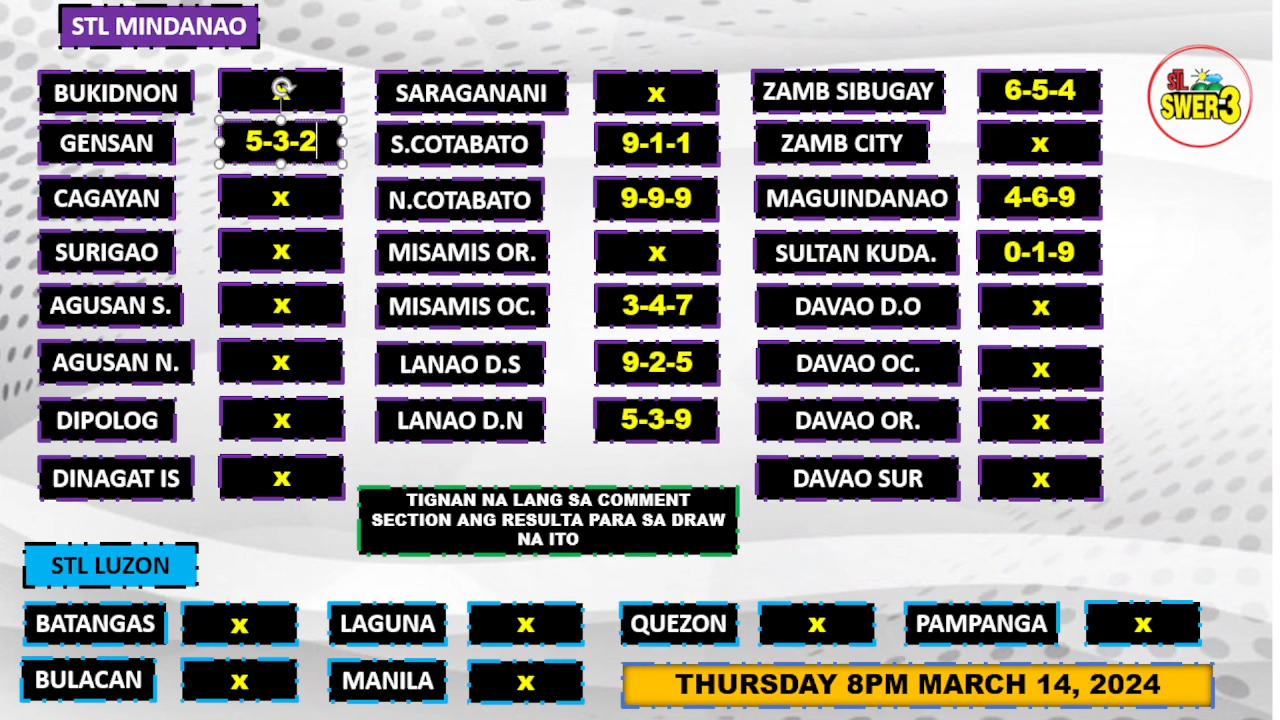 STL MINDANAO
BUKIDNON
SARAGANANI x ZAMB SIBUGAY 6-5-4
STL SWER3
GENSAN 5-3-2 S.COTABATO 9-1-1 ZAMB CITY x
CAGAYAN x N.COTABATO 9-9-9 MAGUINDANAO 4-6-9
SURIGAO x MISAMIS OR. x SULTAN KUDA. 0-1-9
AGUSAN S. x MISAMIS OC. 3-4-7 DAVAO D.O x
AGUSAN N. x LANAO D.S 9-2-5 DAVAO OC. x
DIPOLOG x LANAO D.N 5-3-9 DAVAO OR. x
DINAGAT IS x DAVAO SUR x
TIGNAN NA LANG SA COMMENT
SECTION ANG RESULTA PARA SA DRAW
NA ITO
STL LUZON
BATANGAS x LAGUNA x QUEZON x PAMPANGA x
BULACAN x MANILA x
THURSDAY 8PM MARCH 14, 2024